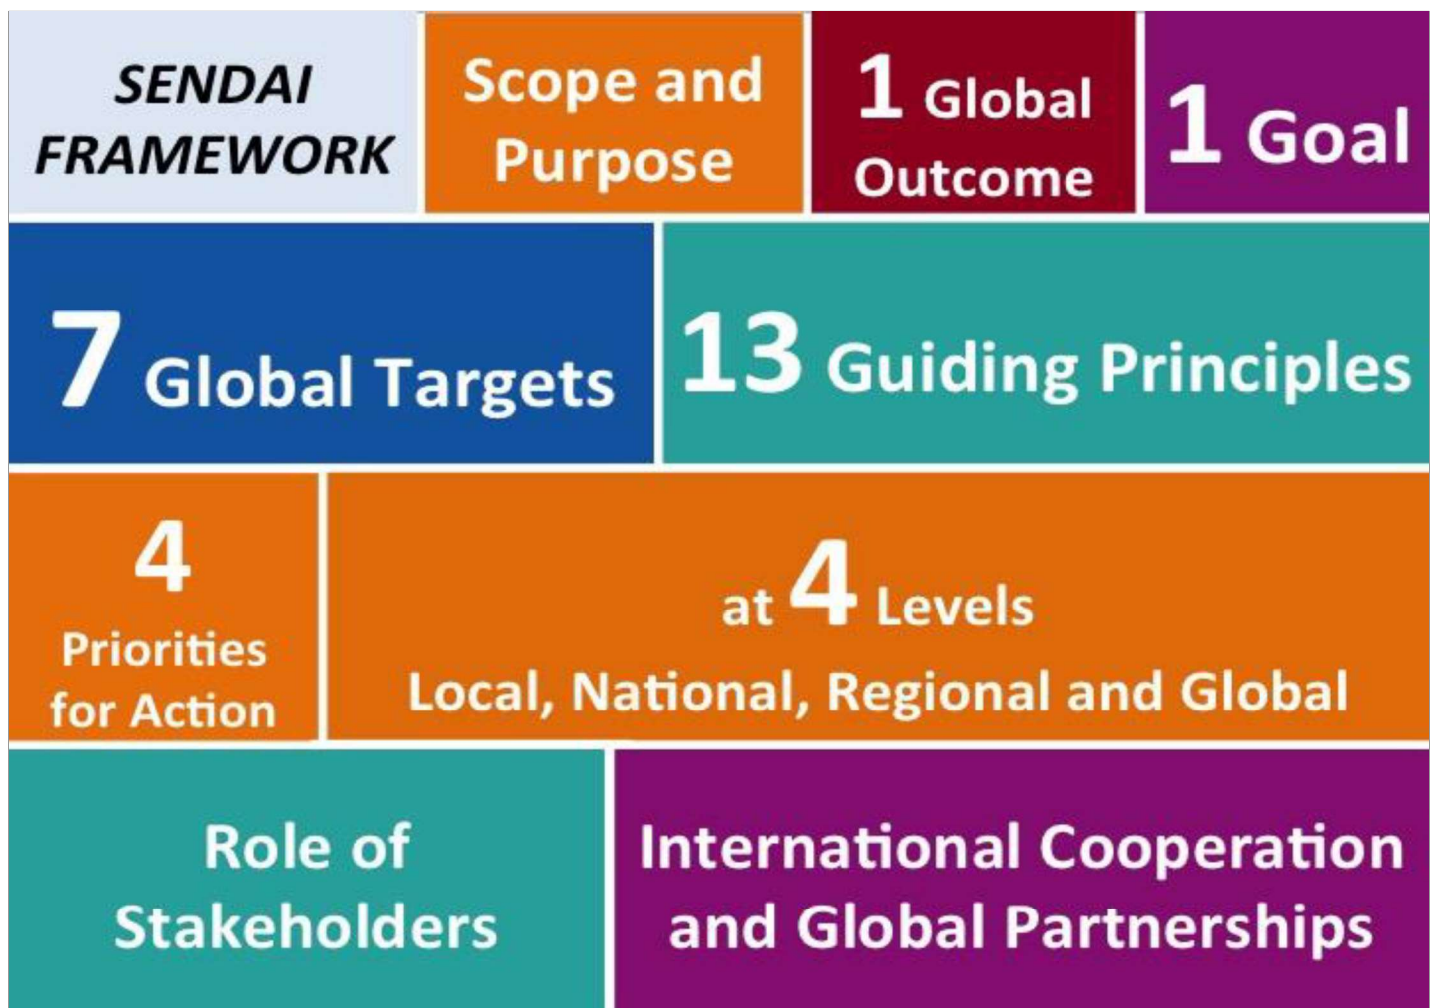 SENDAI
FRAMEWORK
Scope and
Purpose
1 Global
Outcome
1 Goal
7 Global Targets
13 Guiding Principles
4
Priorities
for Action
at 4 Levels
Local, National, Regional and Global
Role of
Stakeholders
International Cooperation
and Global Partnerships